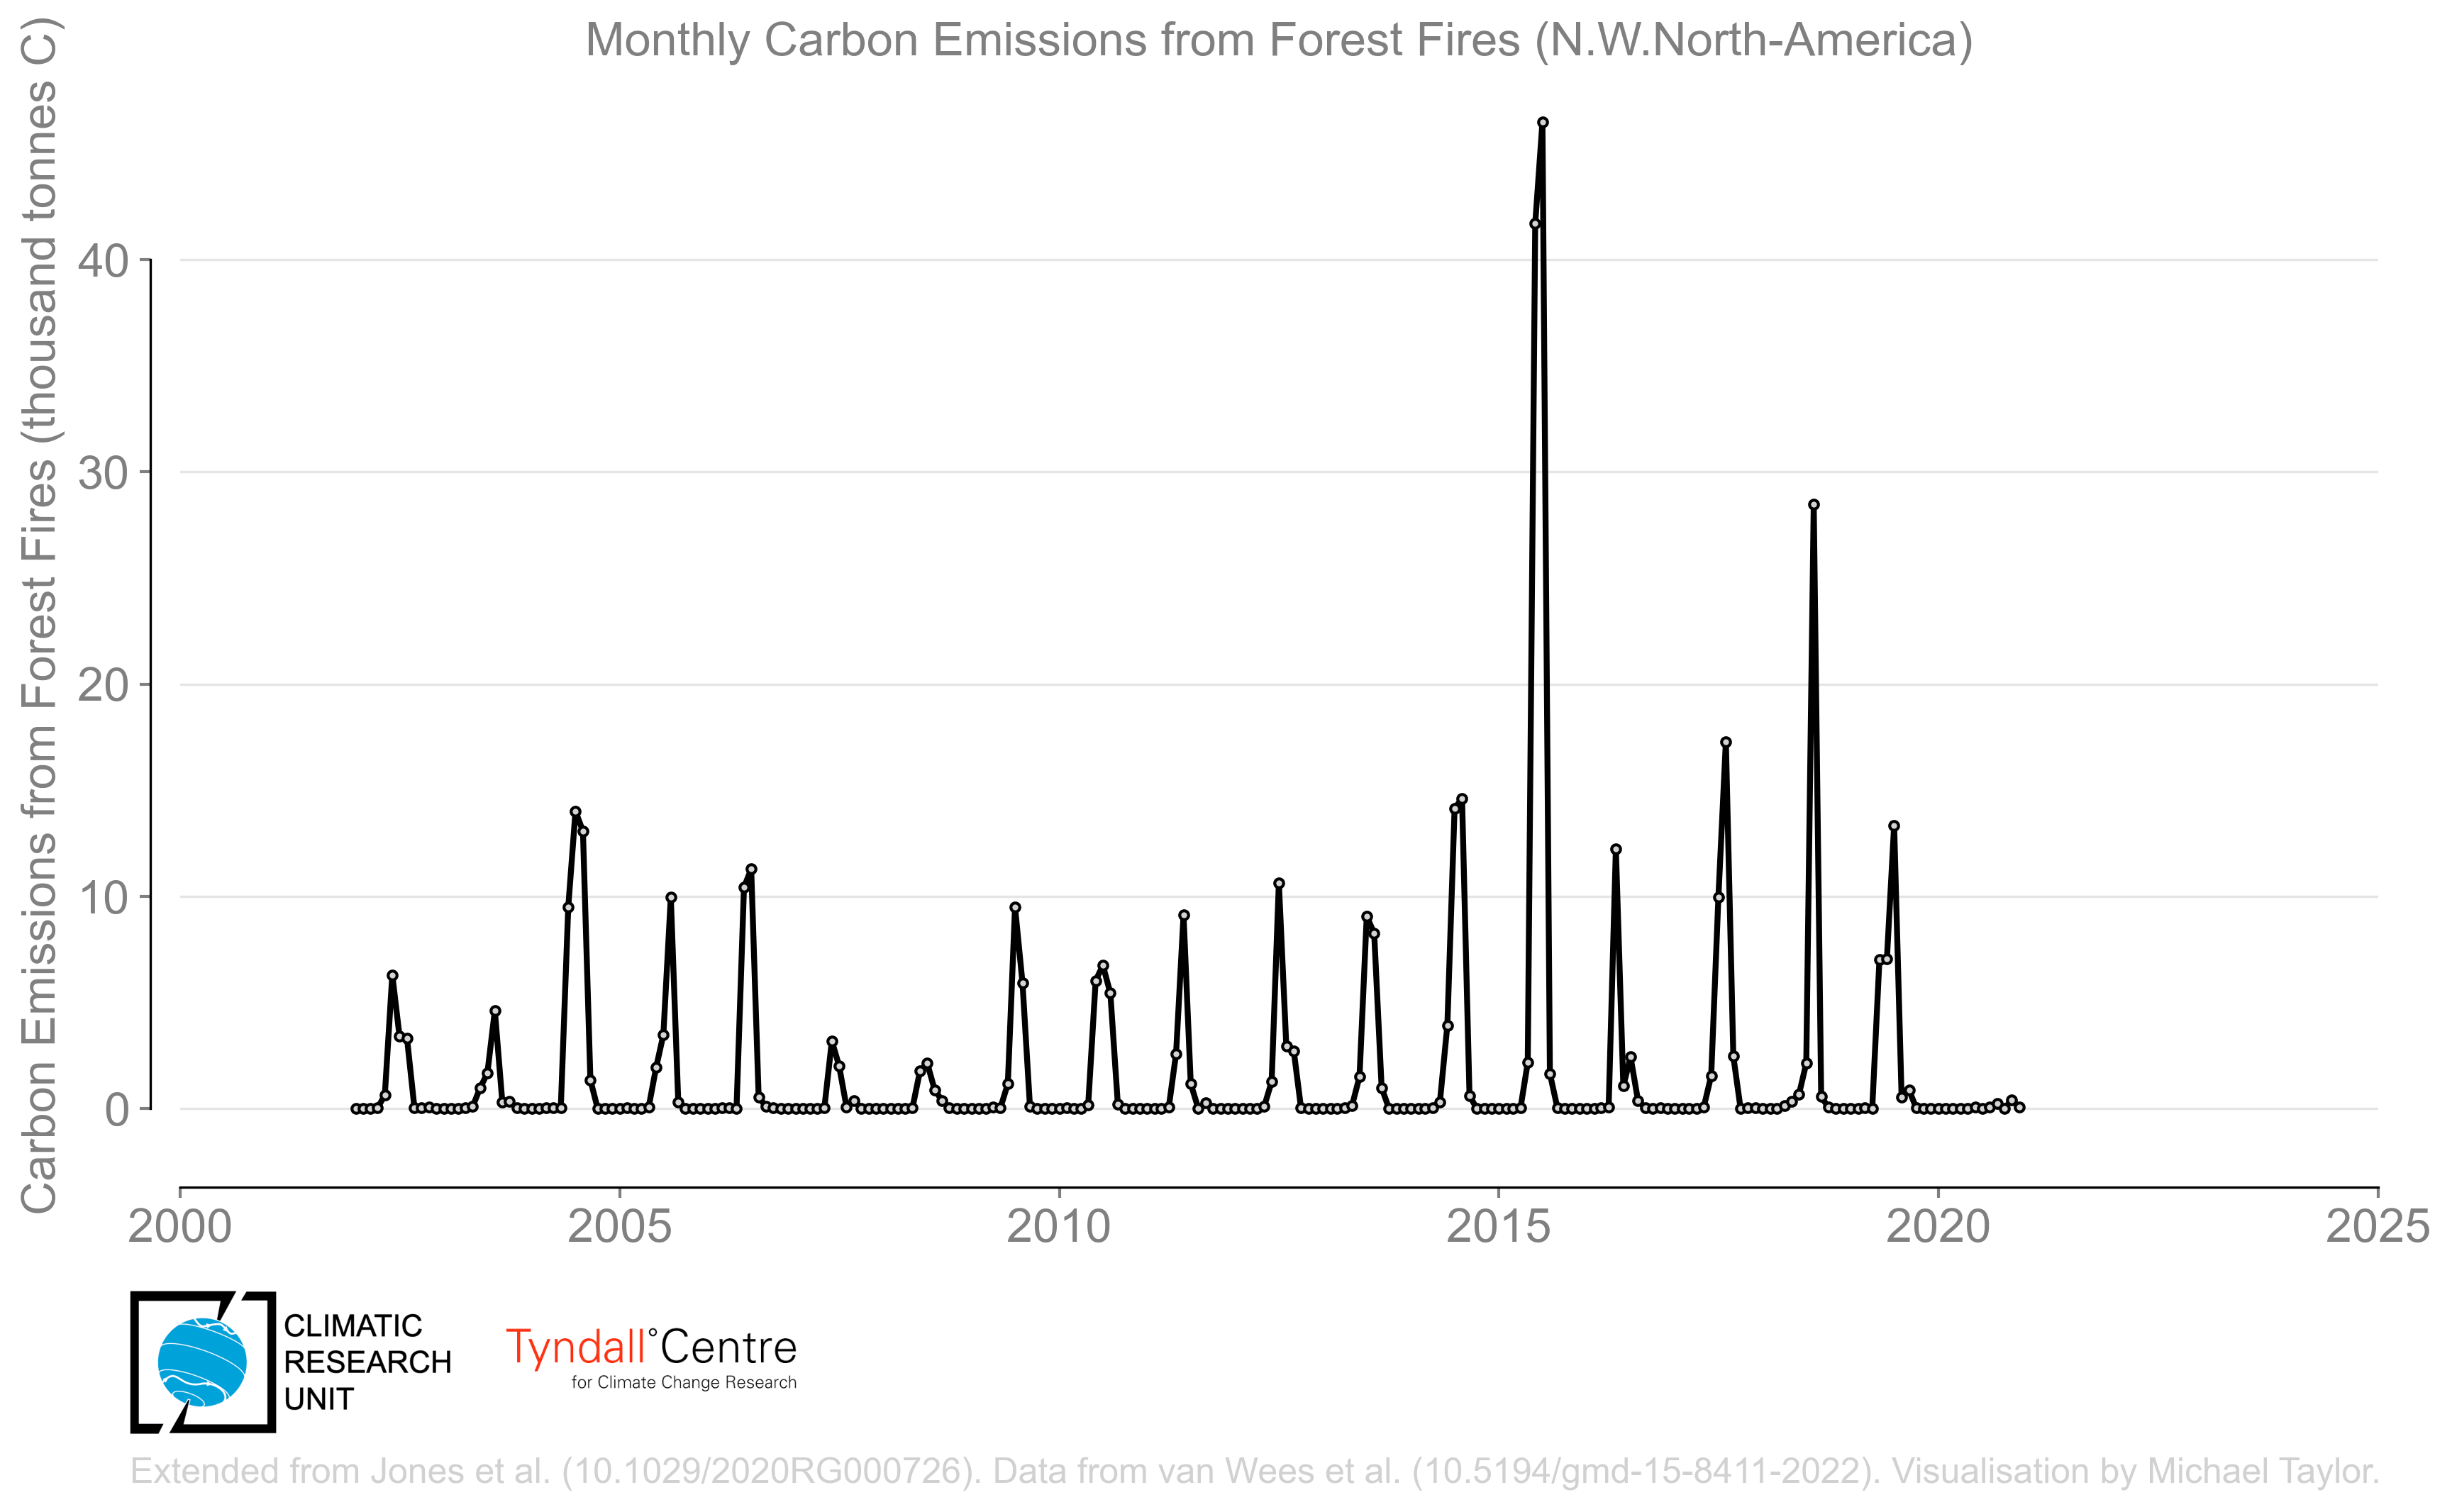 Monthly Carbon Emissions from Forest Fires (N.W.North-America)
Carbon Emissions from Forest Fires (thousand tonnes C)
40
30
20
10
0
2000 2005 2010 2015 2020 2025
CLIMATIC
RESEARCH
UNIT
Tyndall°Centre
for Climate Change Research
Extended from Jones et al. (10.1029/2020RG000726). Data from van Wees et al. (10.5194/gmd-15-8411-2022). Visualisation by Michael Taylor.